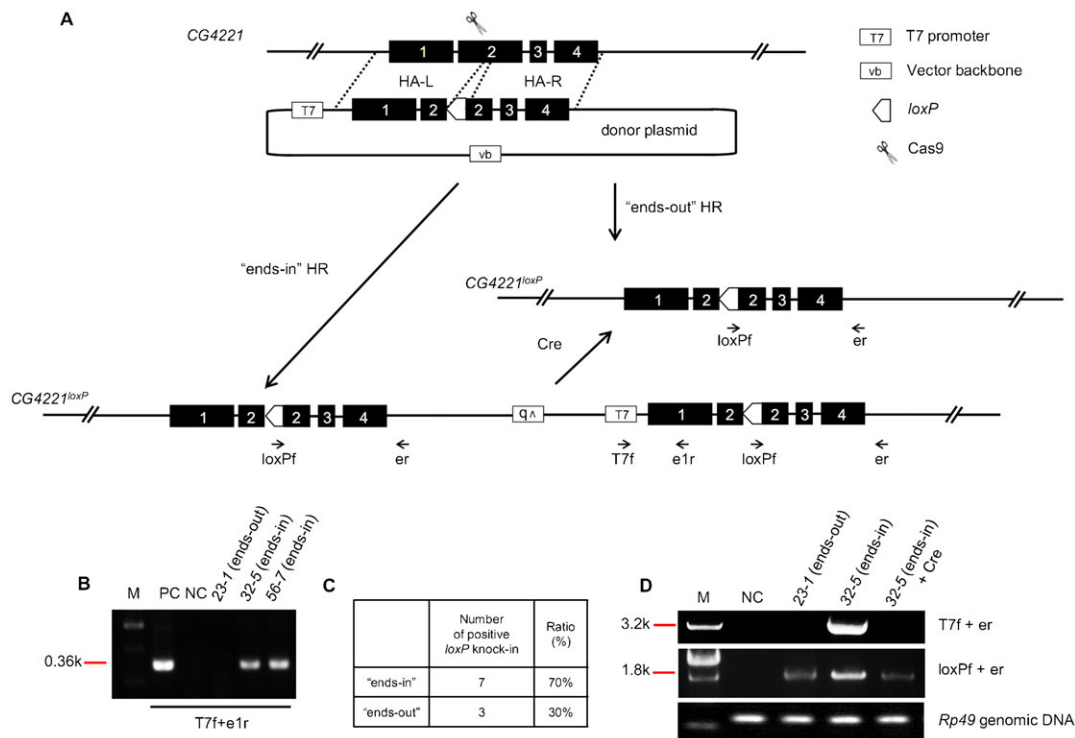 A
CG4221
1 2 3 4
T7 T7 promoter
vb Vector backbone
loxP
Cas9
HA-L HA-R
T7 1 2 2 3 4
donor plasmid
vb
"ends-out" HR
"ends-in" HR
CG4221loxP
1 2 2 3 4
loxPf er
Cre
CG4221loxP
1 2 2 3 4 T7 1 2 2 3 4
loxPf er T7f e1r loxPf er
B
M PC NC 23-1 (ends-out) 32-5 (ends-in) 56-7 (ends-in)
0.36k
T7f+e1r
C
Number of positive loxP knock-in
Ratio (%)
"ends-in" 7 70%
"ends-out" 3 30%
D
M NC 23-1 (ends-out) 32-5 (ends-in) 32-5 (ends-in) + Cre
3.2k T7f + er
1.8k loxPf + er
Rp49 genomic DNA